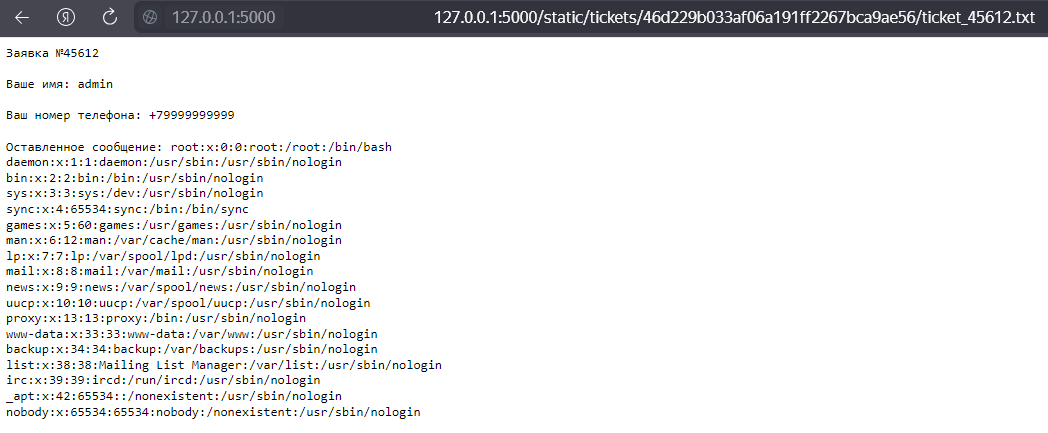 127.0.0.1:5000 127.0.0.1:5000/static/tickets/46d229b033af06a191ff2267bca9ae56/ticket_45612.txt
Заявка №45612
Ваше имя: admin
Ваш номер телефона: +79999999999
Оставленное сообщение: root:x:0:0:root:/root:/bin/bash
daemon:x:1:1:daemon:/usr/sbin:/usr/sbin/nologin
bin:x:2:2:bin:/bin:/usr/sbin/nologin
sys:x:3:3:sys:/dev:/usr/sbin/nologin
sync:x:4:65534:sync:/bin:/bin/sync
games:x:5:60:games:/usr/games:/usr/sbin/nologin
man:x:6:12:man:/var/cache/man:/usr/sbin/nologin
lp:x:7:7:lp:/var/spool/lpd:/usr/sbin/nologin
mail:x:8:8:mail:/var/mail:/usr/sbin/nologin
news:x:9:9:news:/var/spool/news:/usr/sbin/nologin
uucp:x:10:10:uucp:/var/spool/uucp:/usr/sbin/nologin
proxy:x:13:13:proxy:/bin:/usr/sbin/nologin
www-data:x:33:33:www-data:/var/www:/usr/sbin/nologin
backup:x:34:34:backup:/var/backups:/usr/sbin/nologin
list:x:38:38:Mailing List Manager:/var/list:/usr/sbin/nologin
irc:x:39:39:ircd:/run/ircd:/usr/sbin/nologin
_apt:x:42:65534::/nonexistent:/usr/sbin/nologin
nobody:x:65534:65534:nobody:/nonexistent:/usr/sbin/nologin